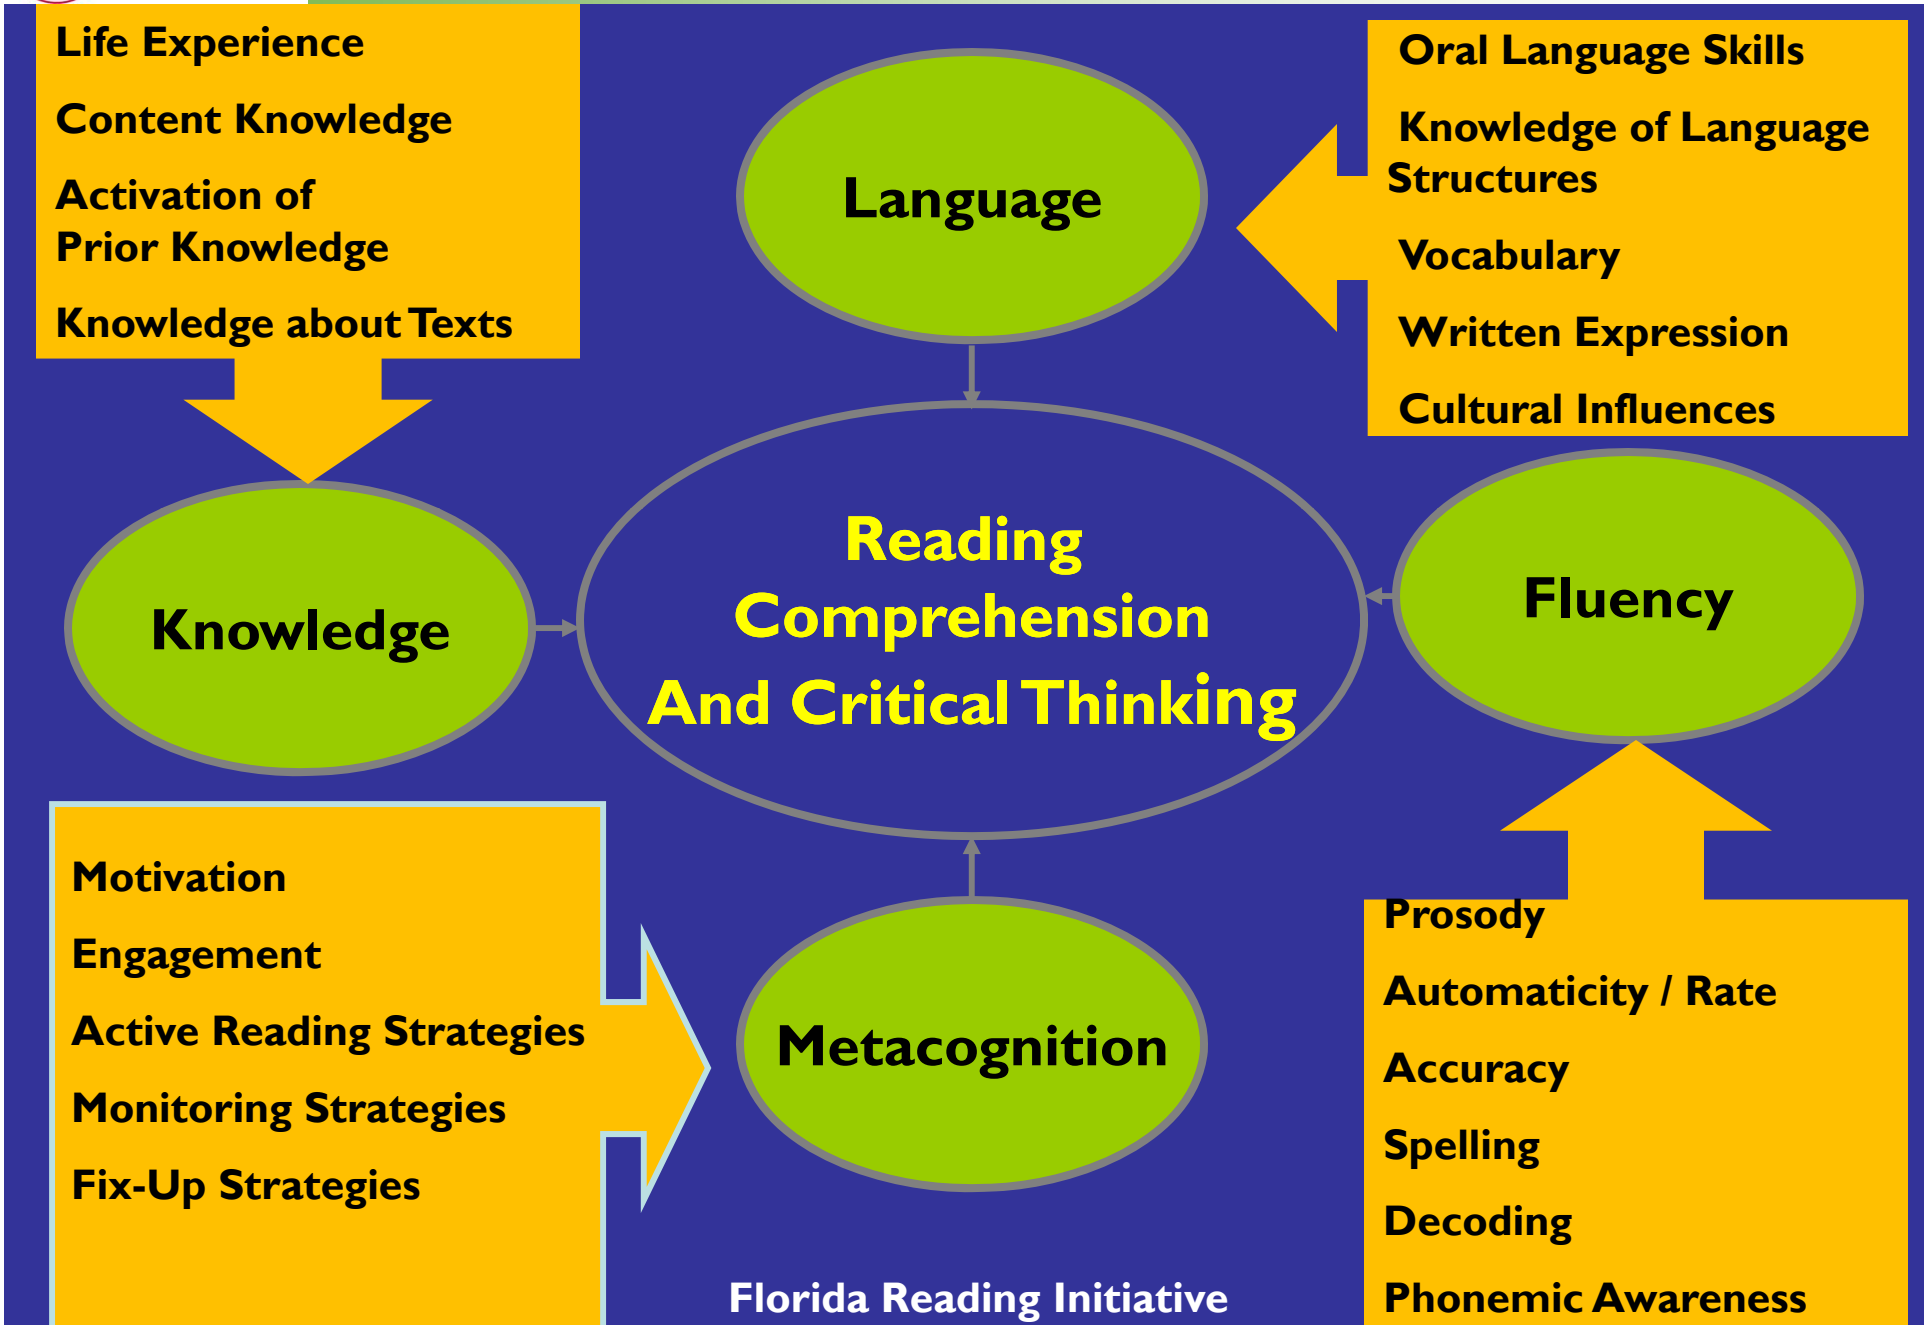 Life Experience
Content Knowledge
Activation of
Prior Knowledge
Knowledge about Texts
Language
Oral Language Skills
Knowledge of Language
Structures
Vocabulary
Written Expression
Cultural Influences
Knowledge
Reading
Comprehension
And Critical Thinking
Fluency
Motivation
Engagement
Active Reading Strategies
Monitoring Strategies
Fix-Up Strategies
Metacognition
Prosody
Automaticity / Rate
Accuracy
Spelling
Decoding
Phonemic Awareness
Florida Reading Initiative